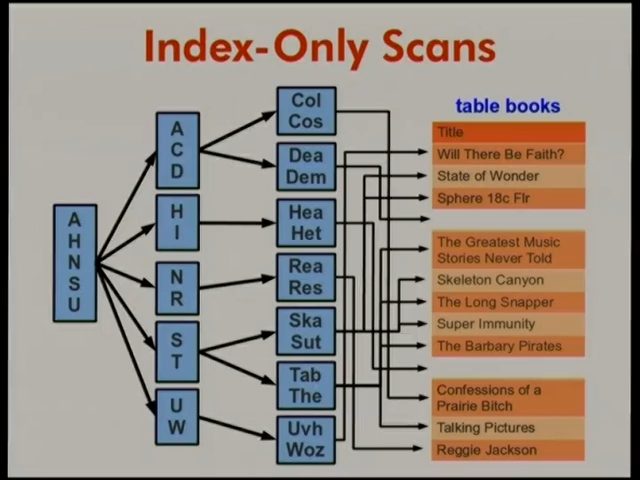 Index-Only Scans
A
H
N
S
U
A
C
D
H
I
N
R
S
T
U
W
Col
Cos
Dea
Dem
Hea
Het
Rea
Res
Ska
Sut
Tab
The
Uvh
Woz
table books
Title
Will There Be Faith?
State of Wonder
Sphere 18c Flr
The Greatest Music
Stories Never Told
Skeleton Canyon
The Long Snapper
Super Immunity
The Barbary Pirates
Confessions of a
Prairie Bitch
Talking Pictures
Reggie Jackson